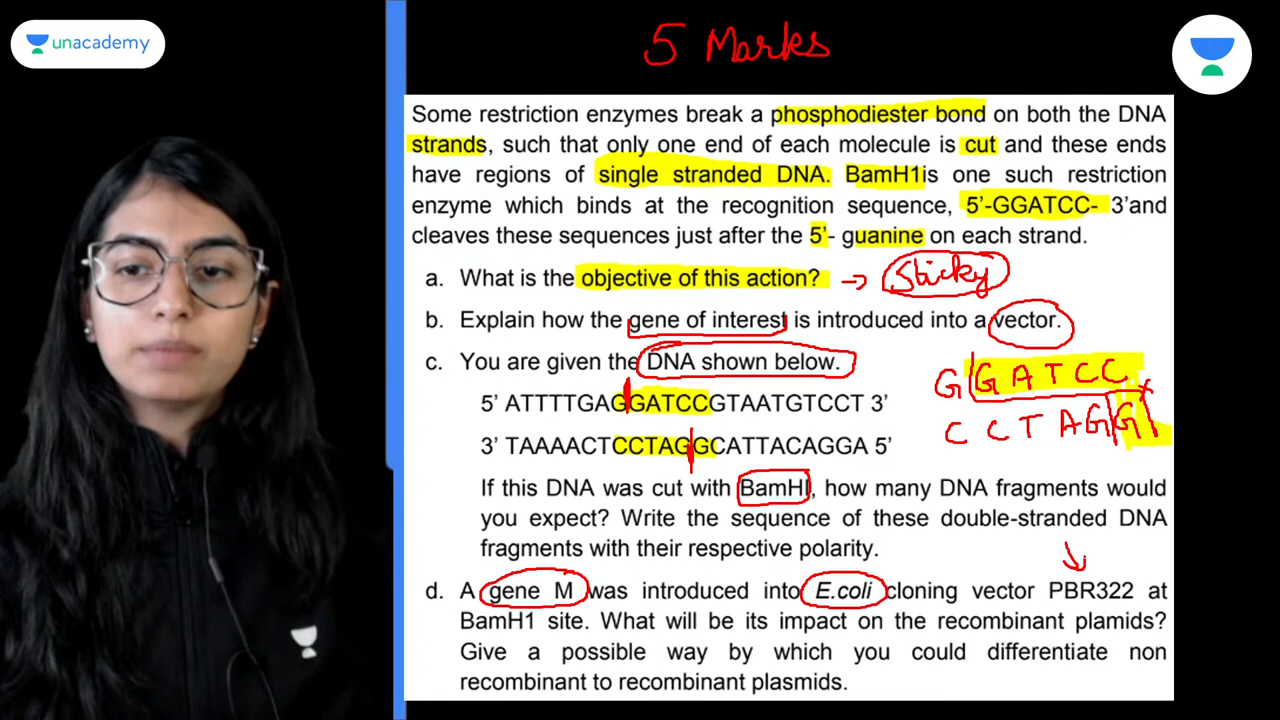 unacademy
5 Marks
Some restriction enzymes break a phosphodiester bond on both the DNA
strands, such that only one end of each molecule is cut and these ends
have regions of single stranded DNA. BamH1is one such restriction
enzyme which binds at the recognition sequence, 5’-GGATCC- 3’and
cleaves these sequences just after the 5’- guanine on each strand.
a. What is the objective of this action? → Sticky
b. Explain how the gene of interest is introduced into a vector.
c. You are given the DNA shown below.
G GATCC
5’ ATTTTGAGGATCCGTAATGTCCT 3’
CCTAGG
3’ TAAAACTCCTAGGCATTACAGGA 5’
If this DNA was cut with BamHI, how many DNA fragments would
you expect? Write the sequence of these double-stranded DNA
fragments with their respective polarity.
d. A gene M was introduced into E.coli cloning vector PBR322 at
BamH1 site. What will be its impact on the recombinant plamids?
Give a possible way by which you could differentiate non
recombinant to recombinant plasmids.